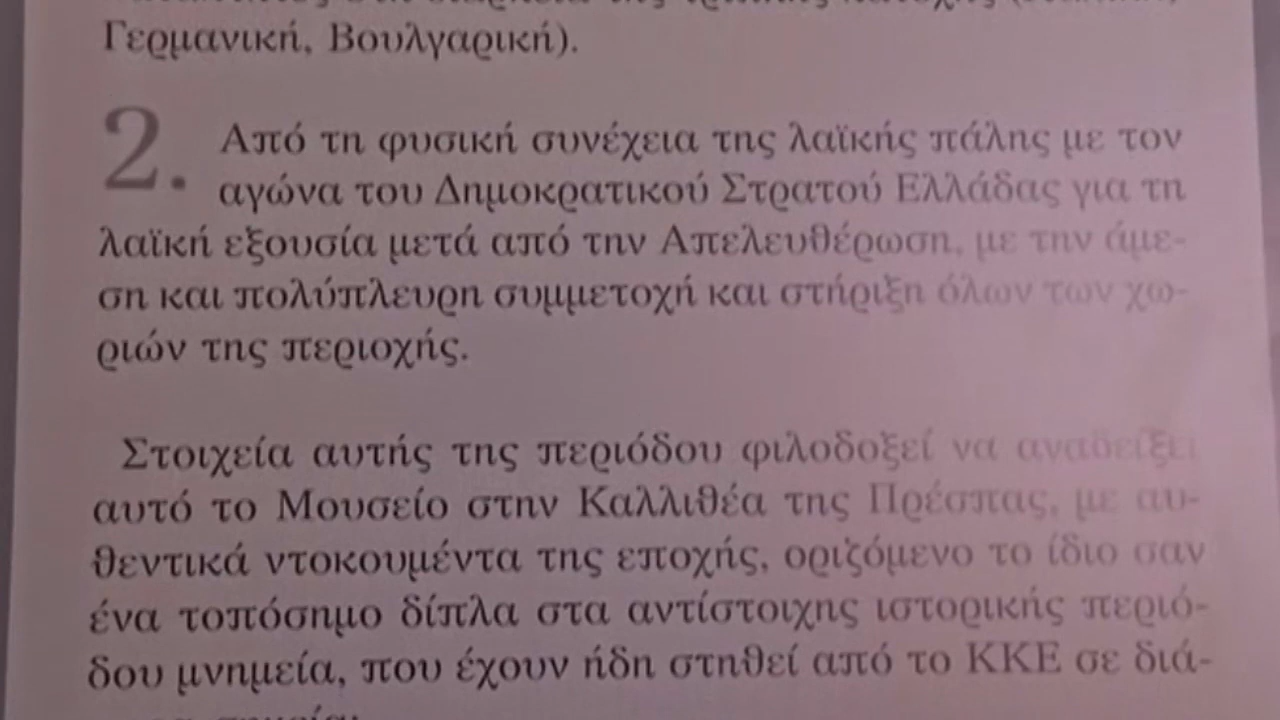 Γερμανική, Βουλγαρική).
2. Από τη φυσική συνέχεια της λαϊκής πάλης με τον
αγώνα του Δημοκρατικού Στρατού Ελλάδας για τη
λαϊκή εξουσία μετά από την Απελευθέρωση, με την άμε-
ση και πολύπλευρη συμμετοχή και στήριξη όλων των χω-
ριών της περιοχής.
Στοιχεία αυτής της περιόδου φιλοδοξεί να αναδείξει
αυτό το Μουσείο στην Καλλιθέα της Πρέσπας, με αυ-
θεντικά ντοκουμέντα της εποχής, οριζόμενο το ίδιο σαν
ένα τοπόσημο δίπλα στα αντίστοιχης ιστορικής περιό-
δου μνημεία, που έχουν ήδη στηθεί από το ΚΚΕ σε διά-